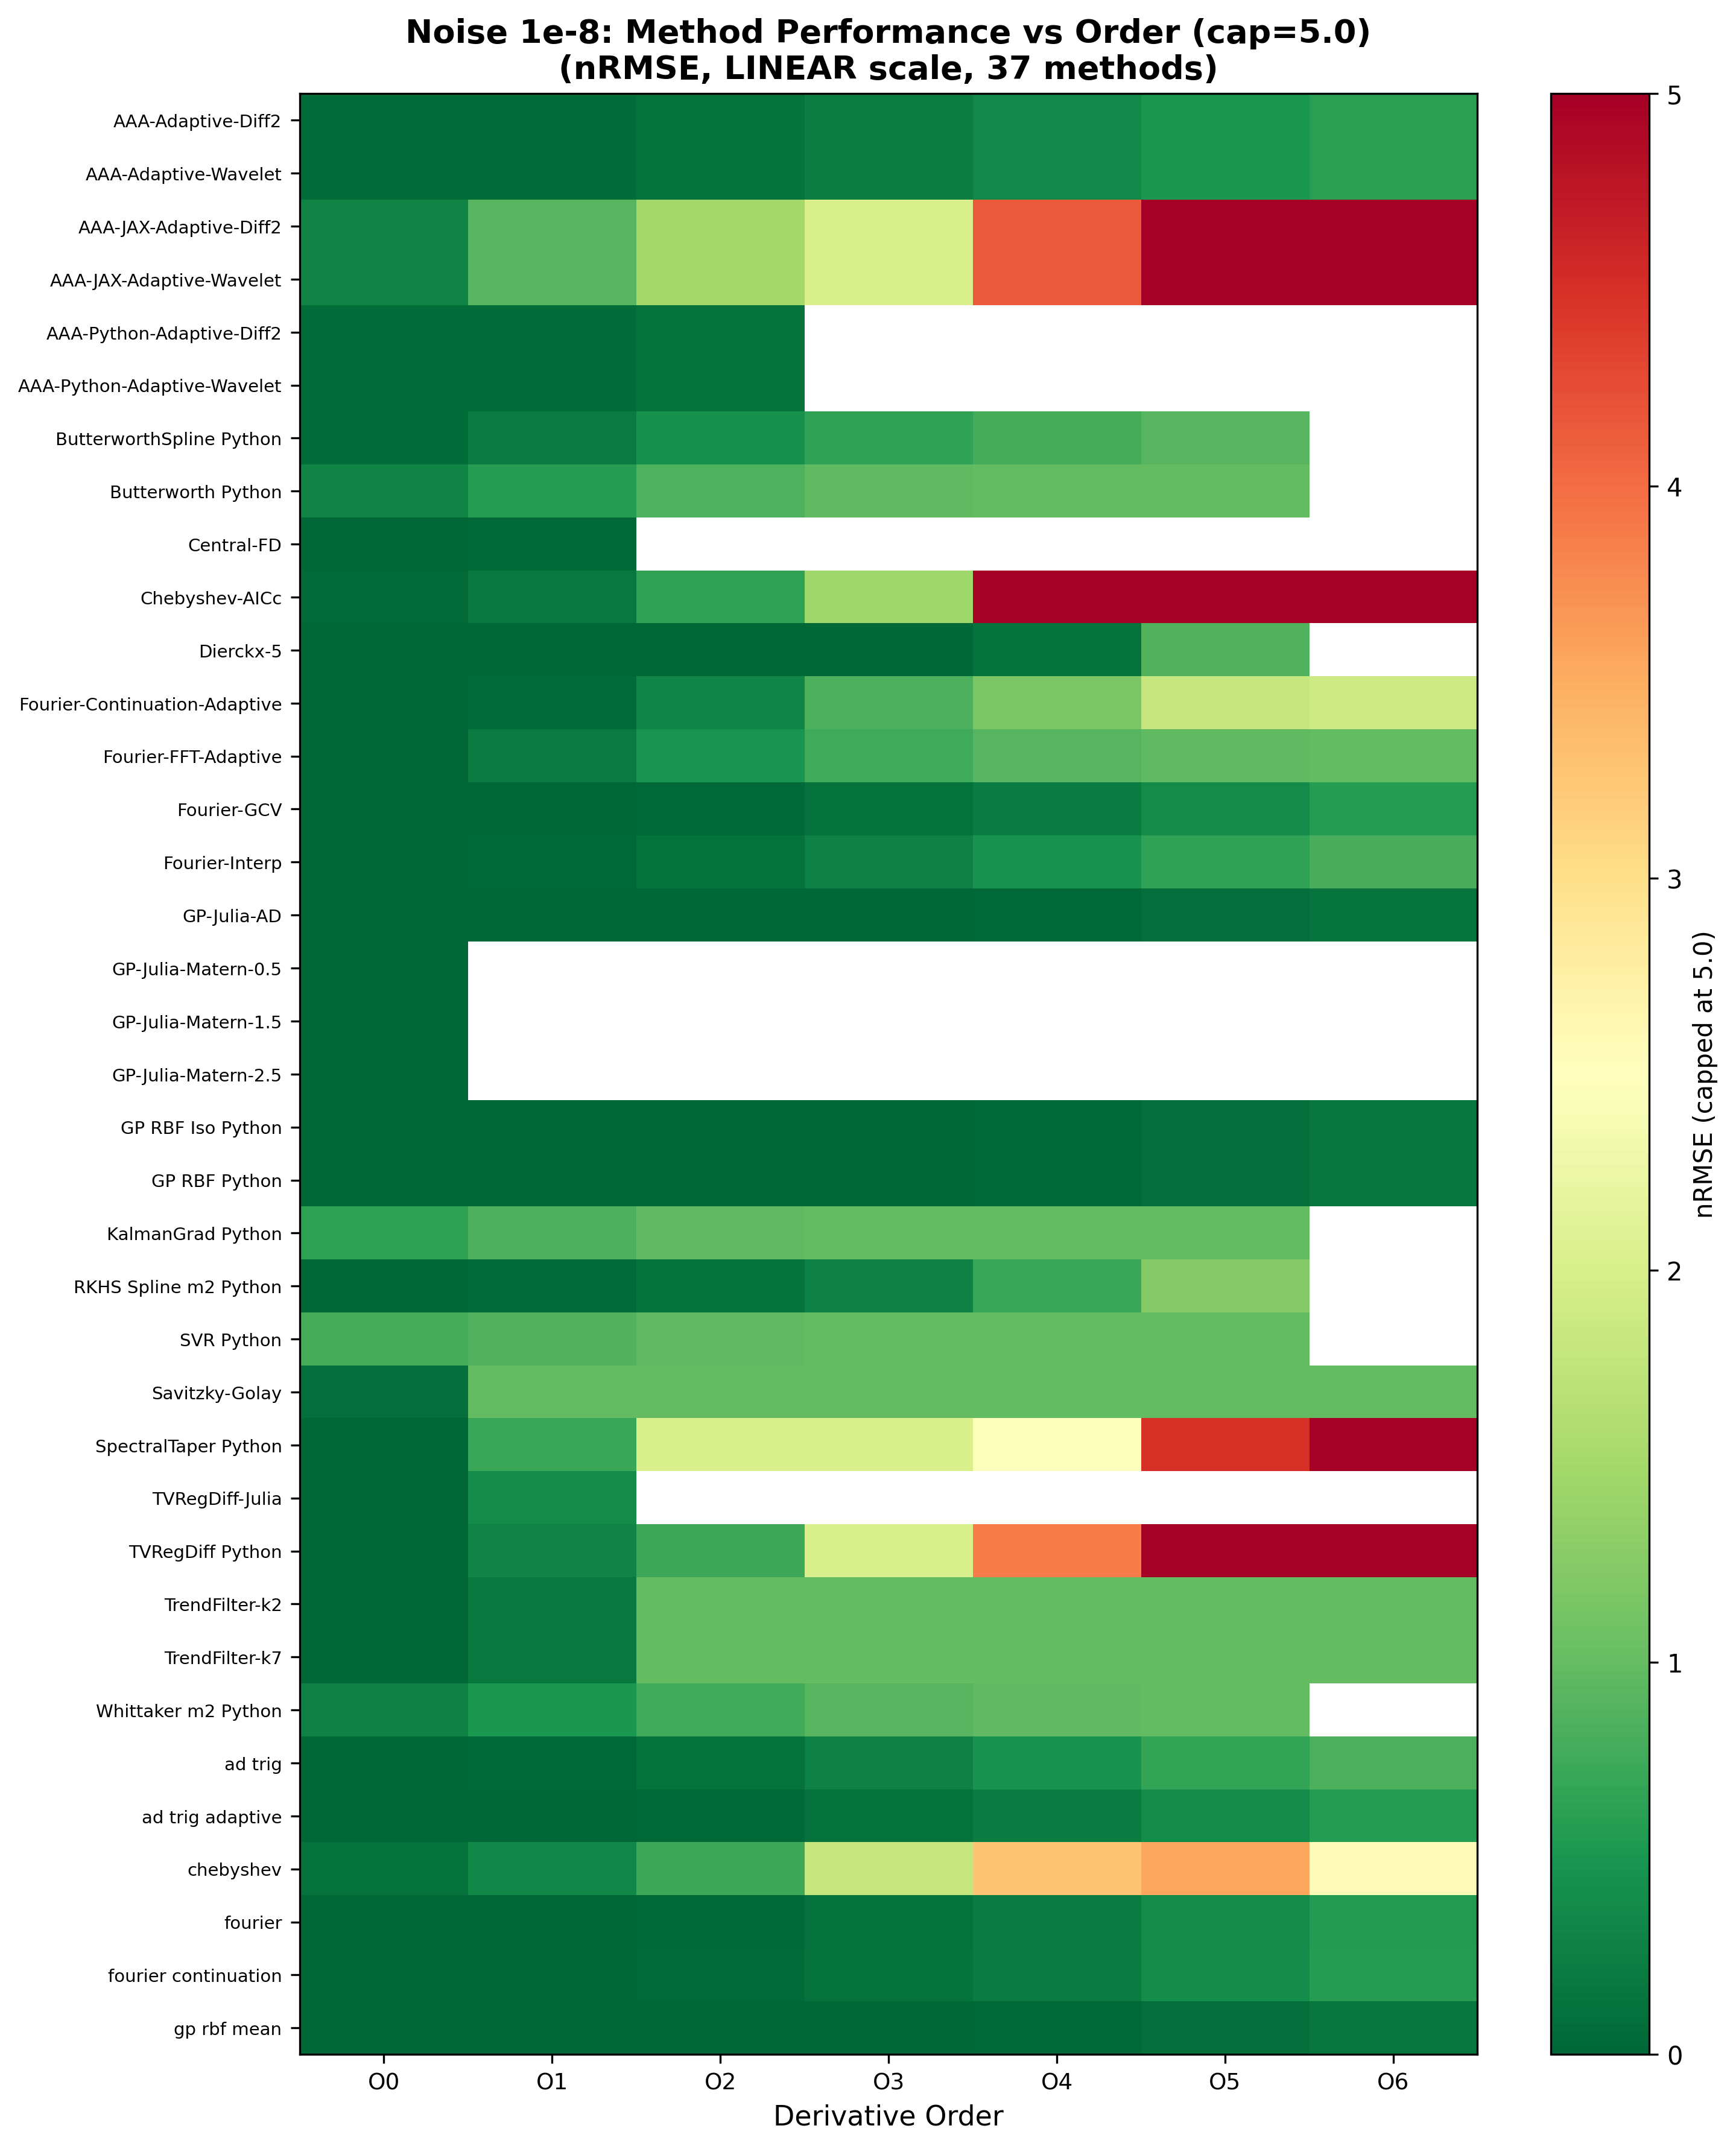 Noise 1e-8: Method Performance vs Order (cap=5.0)
(nRMSE, LINEAR scale, 37 methods)
AAA-Adaptive-Diff2
AAA-Adaptive-Wavelet
AAA-JAX-Adaptive-Diff2
AAA-JAX-Adaptive-Wavelet
AAA-Python-Adaptive-Diff2
AAA-Python-Adaptive-Wavelet
ButterworthSpline Python
Butterworth Python
Central-FD
Chebyshev-AICc
Dierckx-5
Fourier-Continuation-Adaptive
Fourier-FFT-Adaptive
Fourier-GCV
Fourier-Interp
GP-Julia-AD
GP-Julia-Matern-0.5
GP-Julia-Matern-1.5
GP-Julia-Matern-2.5
GP RBF Iso Python
GP RBF Python
KalmanGrad Python
RKHS Spline m2 Python
SVR Python
Savitzky-Golay
SpectralTaper Python
TVRegDiff-Julia
TVRegDiff Python
TrendFilter-k2
TrendFilter-k7
Whittaker m2 Python
ad trig
ad trig adaptive
chebyshev
fourier
fourier continuation
gp rbf mean
O0 O1 O2 O3 O4 O5 O6
Derivative Order
5
4
3
2
1
0
nRMSE (capped at 5.0)